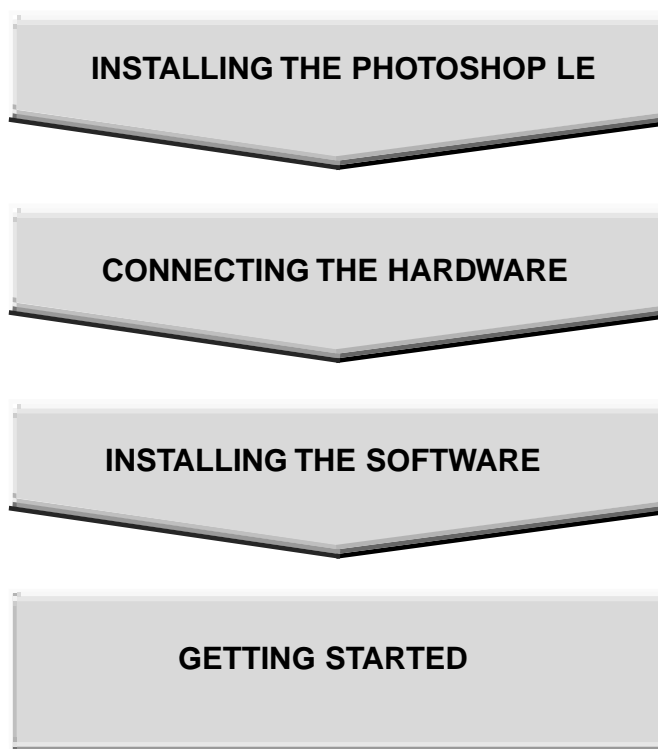 INSTALLING THE PHOTOSHOP LE
CONNECTING THE HARDWARE
INSTALLING THE SOFTWARE
GETTING STARTED